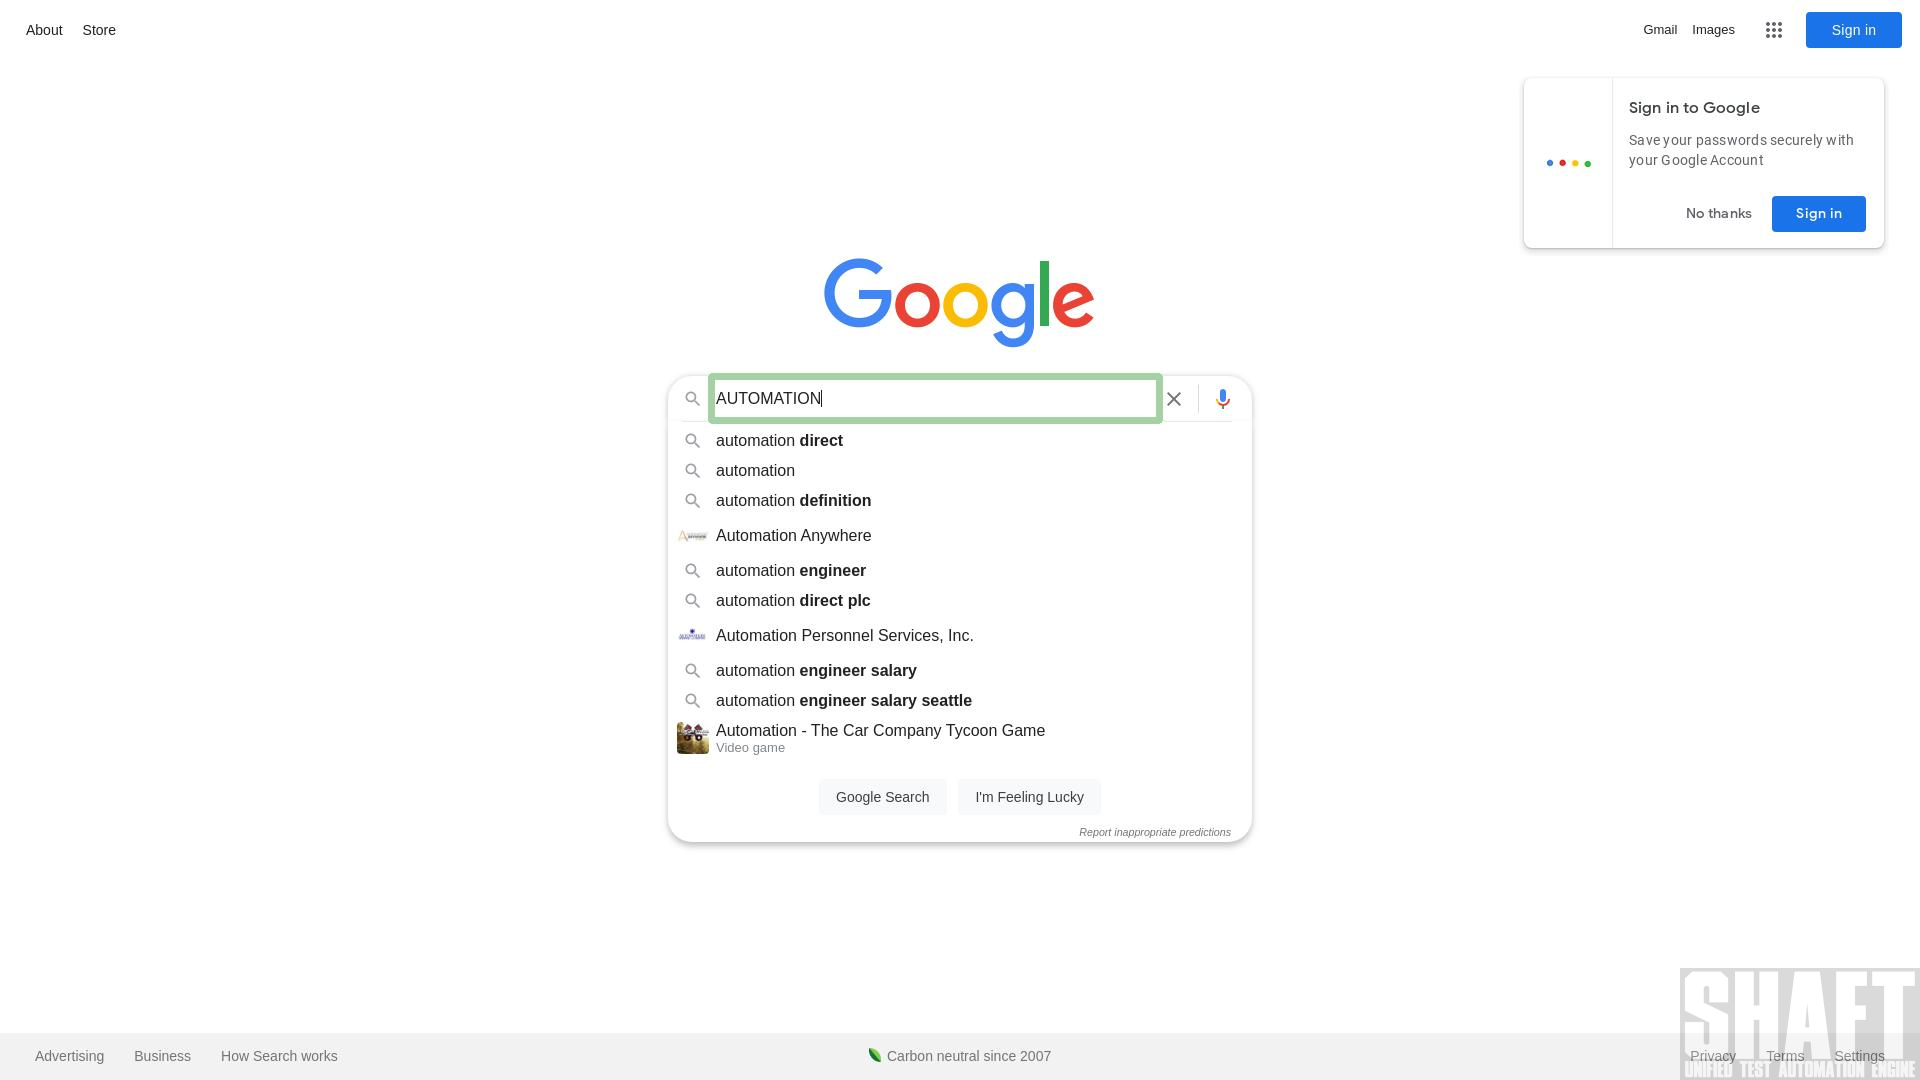 About Store
Gmail Images Sign in
Sign in to Google
Save your passwords securely with
your Google Account
No thanks Sign in
Google
AUTOMATION
automation direct
automation
automation definition
Automation Anywhere
automation engineer
automation direct plc
Automation Personnel Services, Inc.
automation engineer salary
automation engineer salary seattle
Automation - The Car Company Tycoon Game
Video game
Google Search I'm Feeling Lucky
Report inappropriate predictions
SHAFT
Advertising Business How Search works Carbon neutral since 2007 Privacy Terms Settings
UNIFIED TEST AUTOMATION ENGINE